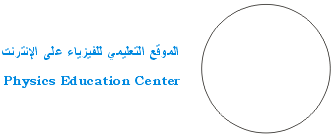 الموقع التعليمي للفيزياء على الإنترنت
Physics Education Center